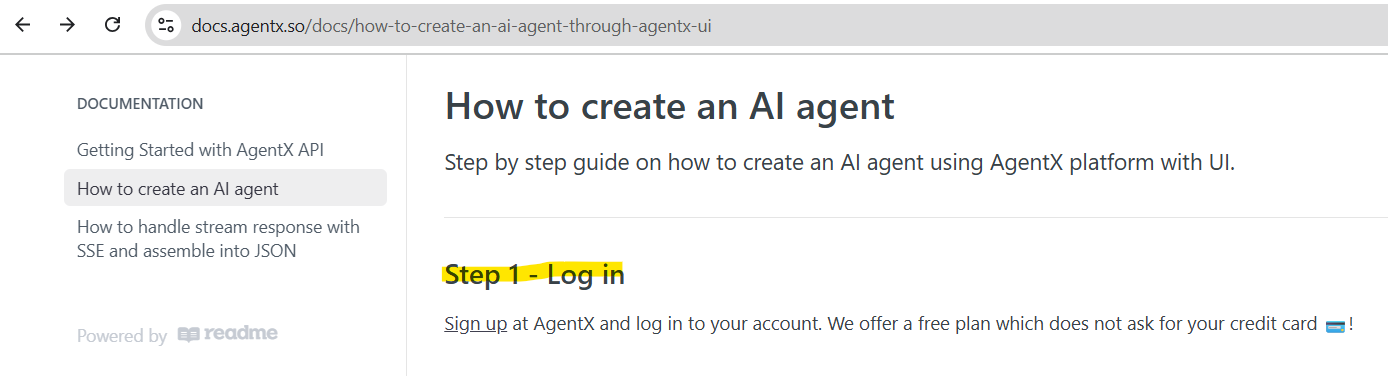 docs.agentx.so/docs/how-to-create-an-ai-agent-through-agentx-ui
DOCUMENTATION
Getting Started with AgentX API
How to create an AI agent
How to handle stream response with
SSE and assemble into JSON
Powered by readme
How to create an AI agent
Step by step guide on how to create an AI agent using AgentX platform with UI.
Step 1 - Log in
Sign up at AgentX and log in to your account. We offer a free plan which does not ask for your credit card 💳!